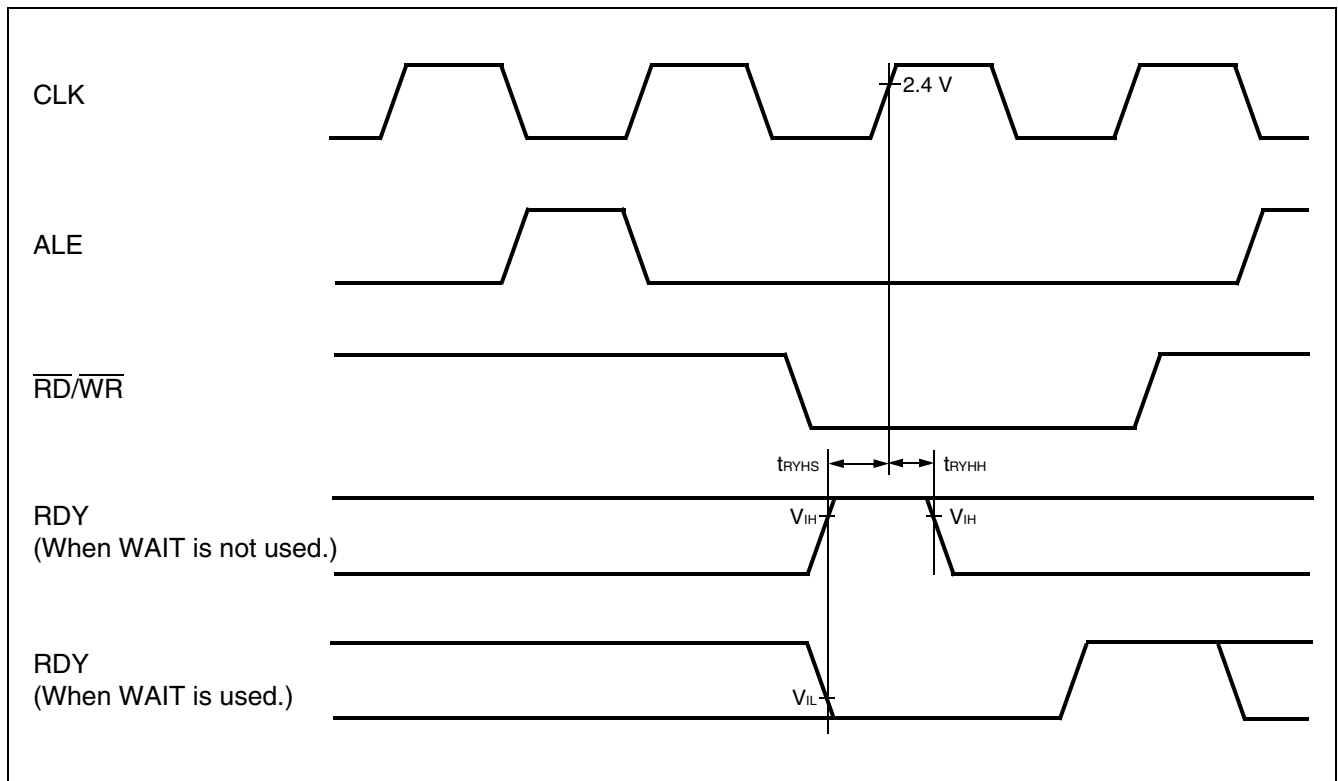 CLK
2.4 V
ALE
RD/WR
tRYHS
tRYHH
RDY
(When WAIT is not used.)
VIH
VIH
RDY
(When WAIT is used.)
VIL